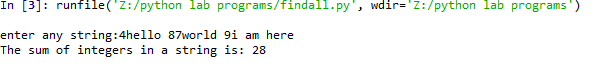 In [3]: runfile('Z:/python lab programs/findall.py', wdir='Z:/python lab programs')
enter any string:4hello 87world 9i am here
The sum of integers in a string is: 28